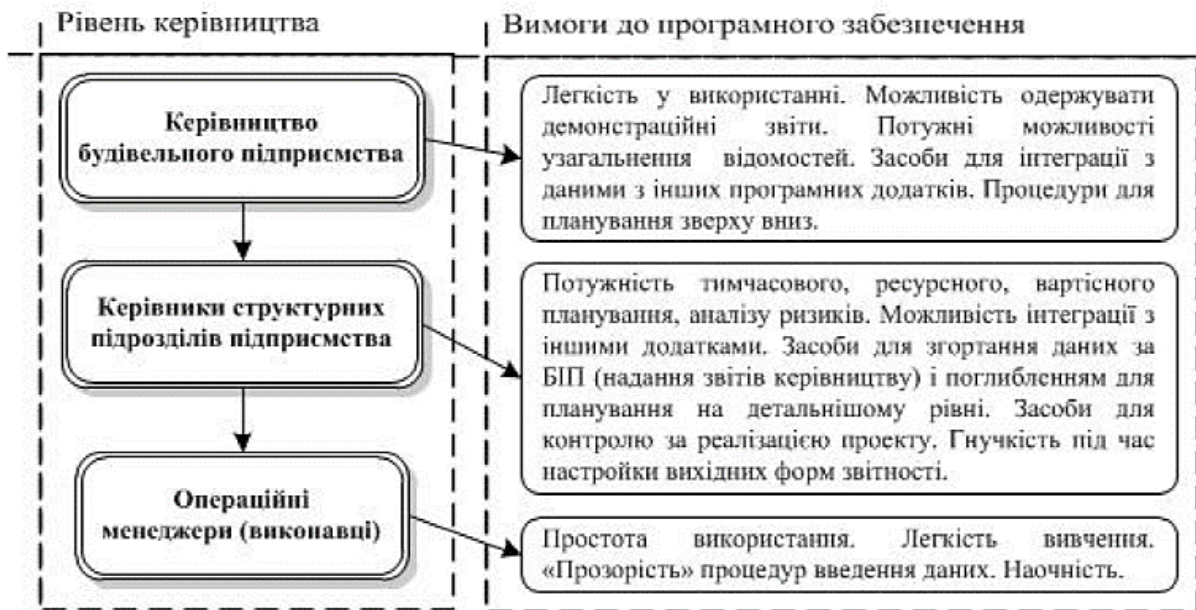 Рівень керівництва
Вимоги до програмного забезпечення
Керівництво
будівельного підприємства
Легкість у використанні. Можливість одержувати
демонстраційні звіти. Потужні можливості
узагальнення відомостей. Засоби для інтеграції з
даними з інших програмних додатків. Процедури для
планування зверху вниз.
Керівники структурних
підрозділів підприємства
Потужність тимчасового, ресурсного, вартісного
планування, аналізу ризиків. Можливість інтеграції з
іншими додатками. Засоби для згортання даних за
БІП (надання звітів керівництву) і поглибленням для
планування на детальнішому рівні. Засоби для
контролю за реалізацією проекту. Гнучкість під час
настройки вихідних форм звітності.
Операційні
менеджери (виконавці)
Простота використання. Легкість вивчення.
«Прозорість» процедур введення даних. Наочність.